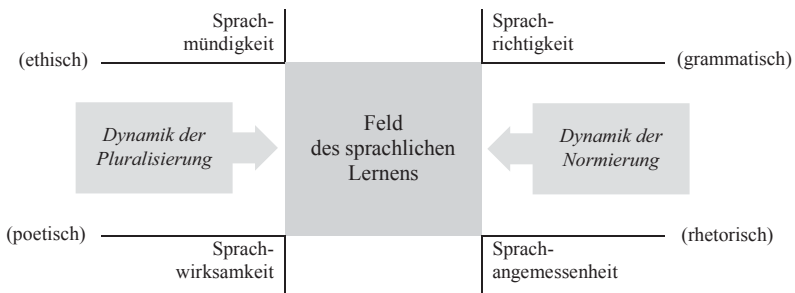 Sprach-
mündigkeit
Sprach-
richtigkeit
(ethisch)
(grammatisch)
Dynamik der
Pluralisierung
Feld
des sprachlichen
Lernens
Dynamik der
Normierung
(poetisch)
(rhetorisch)
Sprach-
wirksamkeit
Sprach-
angemessenheit